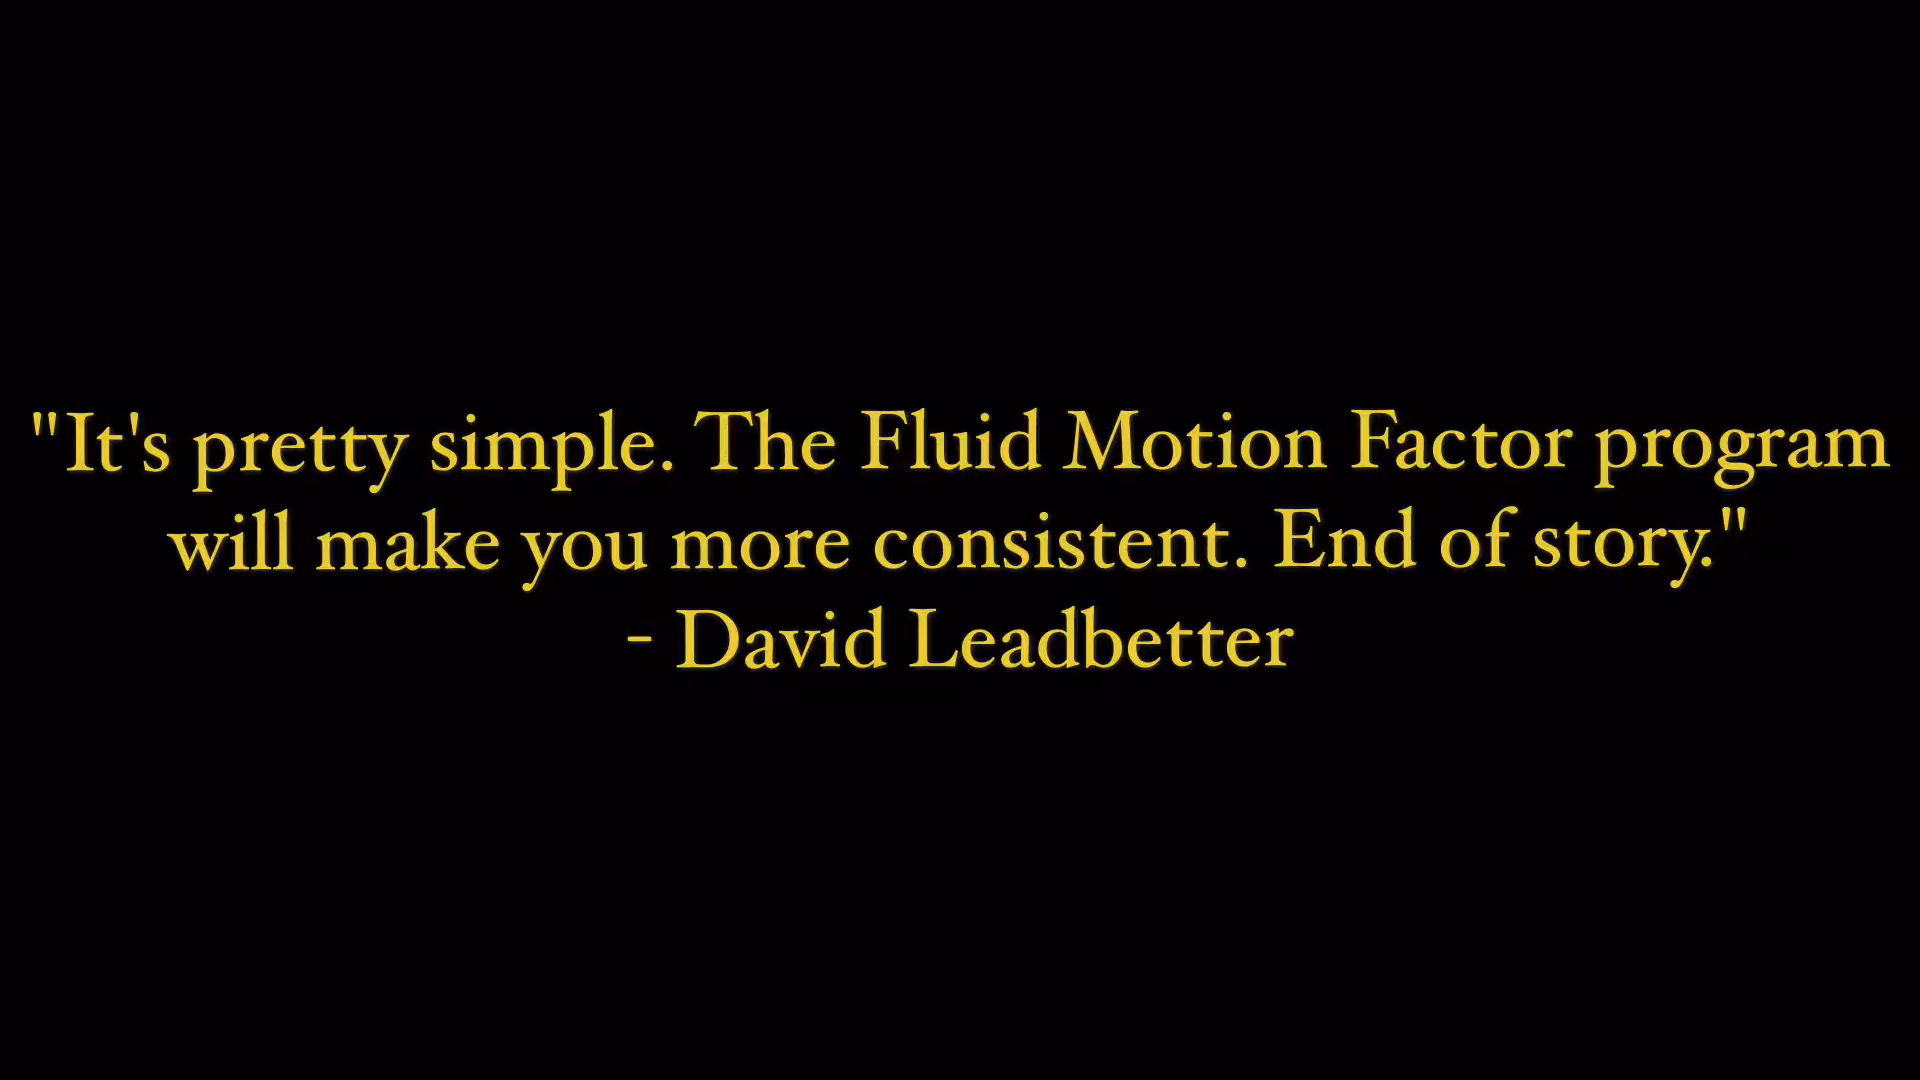 "It's pretty simple. The Fluid Motion Factor program
will make you more consistent. End of story."
- David Leadbetter